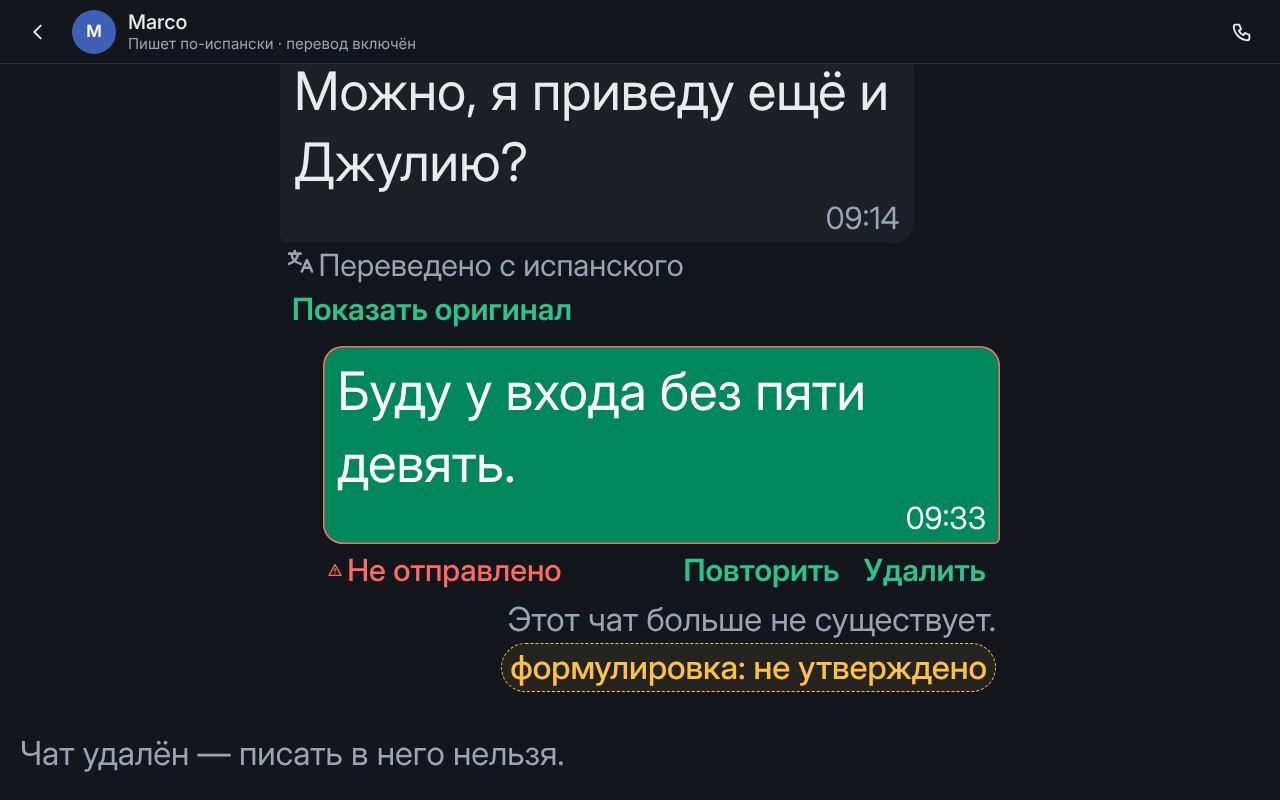 M
Marco
Пишет по-испански · перевод включён
Можно, я приведу ещё и
Джулию?
09:14
Переведено с испанского
Показать оригинал
Буду у входа без пяти
девять.
09:33
Не отправлено
Повторить
Удалить
Этот чат больше не существует.
формулировка: не утверждено
Чат удалён — писать в него нельзя.